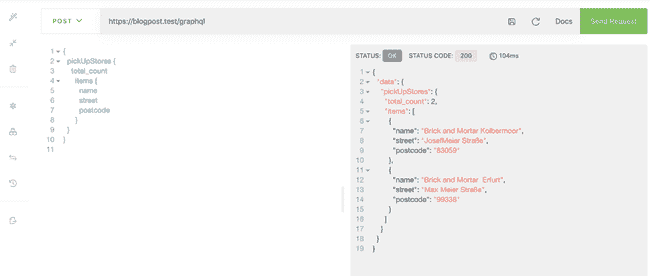 POST
https://blogpost.test/graphql
Docs
Send Request
1 {
2 pickUpStores {
3 total_count
4 items {
5 name
6 street
7 postcode
8 }
9 }
10 }
11
STATUS: OK STATUS CODE: 200 104ms
1 {
2 "data": {
3 "pickUpStores": {
4 "total_count": 2,
5 "items": [
6 {
7 "name": "Brick and Mortar Kolbermoor",
8 "street": "JosefMeier Straße",
9 "postcode": "83059"
10 },
11 {
12 "name": "Brick and Mortar Erfurt",
13 "street": "Max Meier Straße",
14 "postcode": "99338"
15 }
16 ]
17 }
18 }
19 }